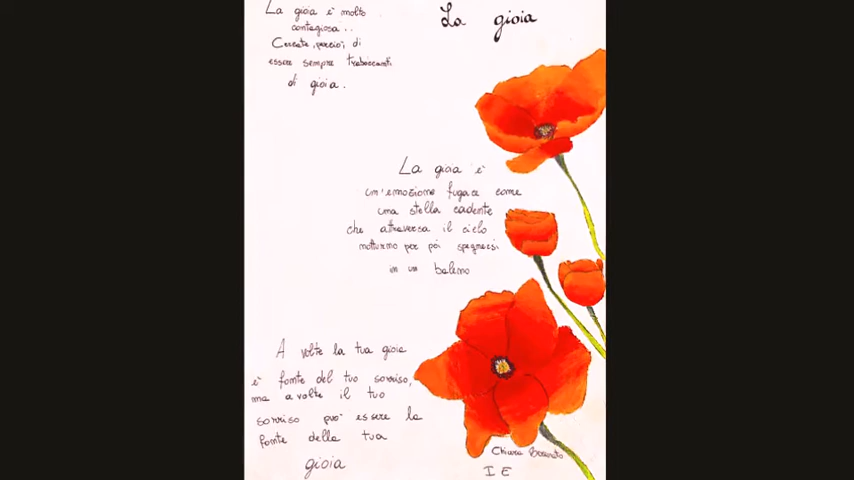 La gioia
La gioia è molto
contagiosa..
Cercate, perciò, di
essere sempre traboccanti
di gioia.
La gioia è
un'emozione fugace come
una stella cadente
che attraversa il cielo
notturno per poi spegnersi
in un baleno
A volte la tua gioia
è fonte del tuo sorriso,
ma a volte il tuo
sorriso può essere la
fonte della tua
gioia
Chiara
I E